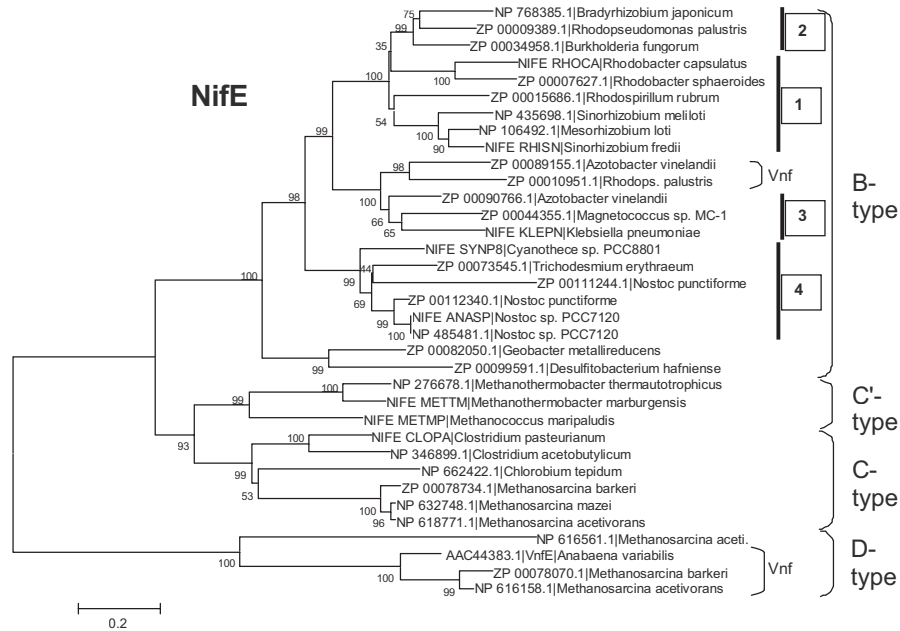 NifE
NP 768385.1|Bradyrhizobium japonicum
ZP 00009389.1|Rhodopseudomonas palustris
ZP 00034958.1|Burkholderia fungorum
NIFE RHOCA|Rhodobacter capsulatus
ZP 00007627.1|Rhodobacter sphaeroides
ZP 00015686.1|Rhodospirillum rubrum
NP 435698.1|Sinorhizobium meliloti
NP 106492.1|Mesorhizobium loti
NIFE RHISN|Sinorhizobium fredii
ZP 00089155.1|Azotobacter vinelandii
ZP 00010951.1|Rhodops. palustris
ZP 00090766.1|Azotobacter vinelandii
ZP 00044355.1|Magnetococcus sp. MC-1
NIFE KLEPN|Klebsiella pneumoniae
NIFE SYNP8|Cyanothece sp. PCC8801
ZP 00073545.1|Trichodesmium erythraeum
ZP 00111244.1|Nostoc punctiforme
ZP 00112340.1|Nostoc punctiforme
NIFE ANASP|Nostoc sp. PCC7120
NP 485481.1|Nostoc sp. PCC7120
ZP 00082050.1|Geobacter metallireducens
ZP 00099591.1|Desulfitobacterium hafniense
NP 276678.1|Methanothermobacter thermautotrophicus
NIFE METTM|Methanothermobacter marburgensis
NIFE METMP|Methanococcus maripaludis
NIFE CLOPA|Clostridium pasteurianum
NP 346899.1|Clostridium acetobutylicum
NP 662422.1|Chlorobium tepidum
ZP 00078734.1|Methanosarcina barkeri
NP 632748.1|Methanosarcina mazei
NP 618771.1|Methanosarcina acetivorans
NP 616561.1|Methanosarcina aceti.
AAC44383.1|VnfE|Anabaena variabilis
ZP 00078070.1|Methanosarcina barkeri
NP 616158.1|Methanosarcina acetivorans
75
99
35
100
100
54
100
90
99
98
100
66
65
98
44
99
69
99
100
100
99
100
99
93
100
99
53
100
96
100
100
99
2
1
Vnf
3
4
B-
type
C'-
type
C-
type
Vnf
D-
type
0.2